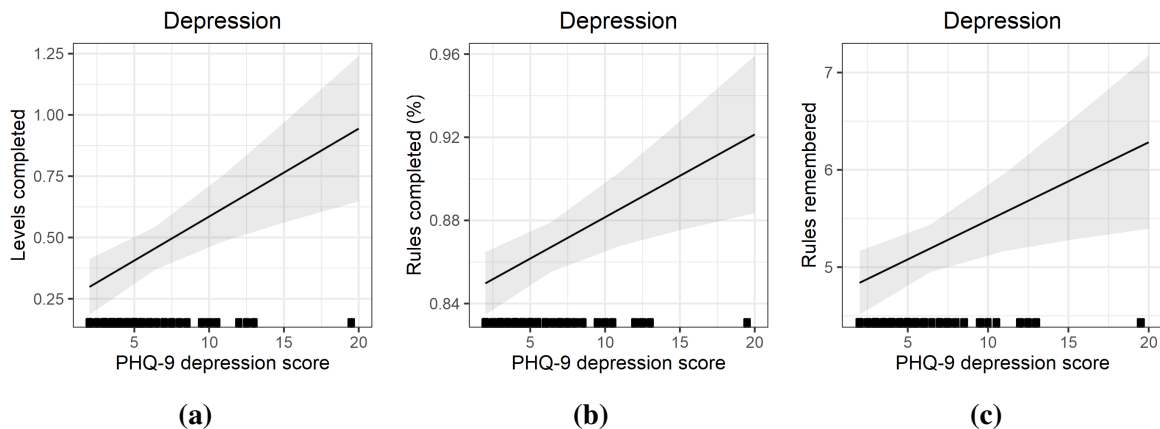 Depression
Levels completed
1.25
1.00
0.75
0.50
0.25
5 10 15 20
PHQ-9 depression score
(a)
Depression
Rules completed (%)
0.96
0.92
0.88
0.84
5 10 15 20
PHQ-9 depression score
(b)
Depression
Rules remembered
7
6
5
5 10 15 20
PHQ-9 depression score
(c)